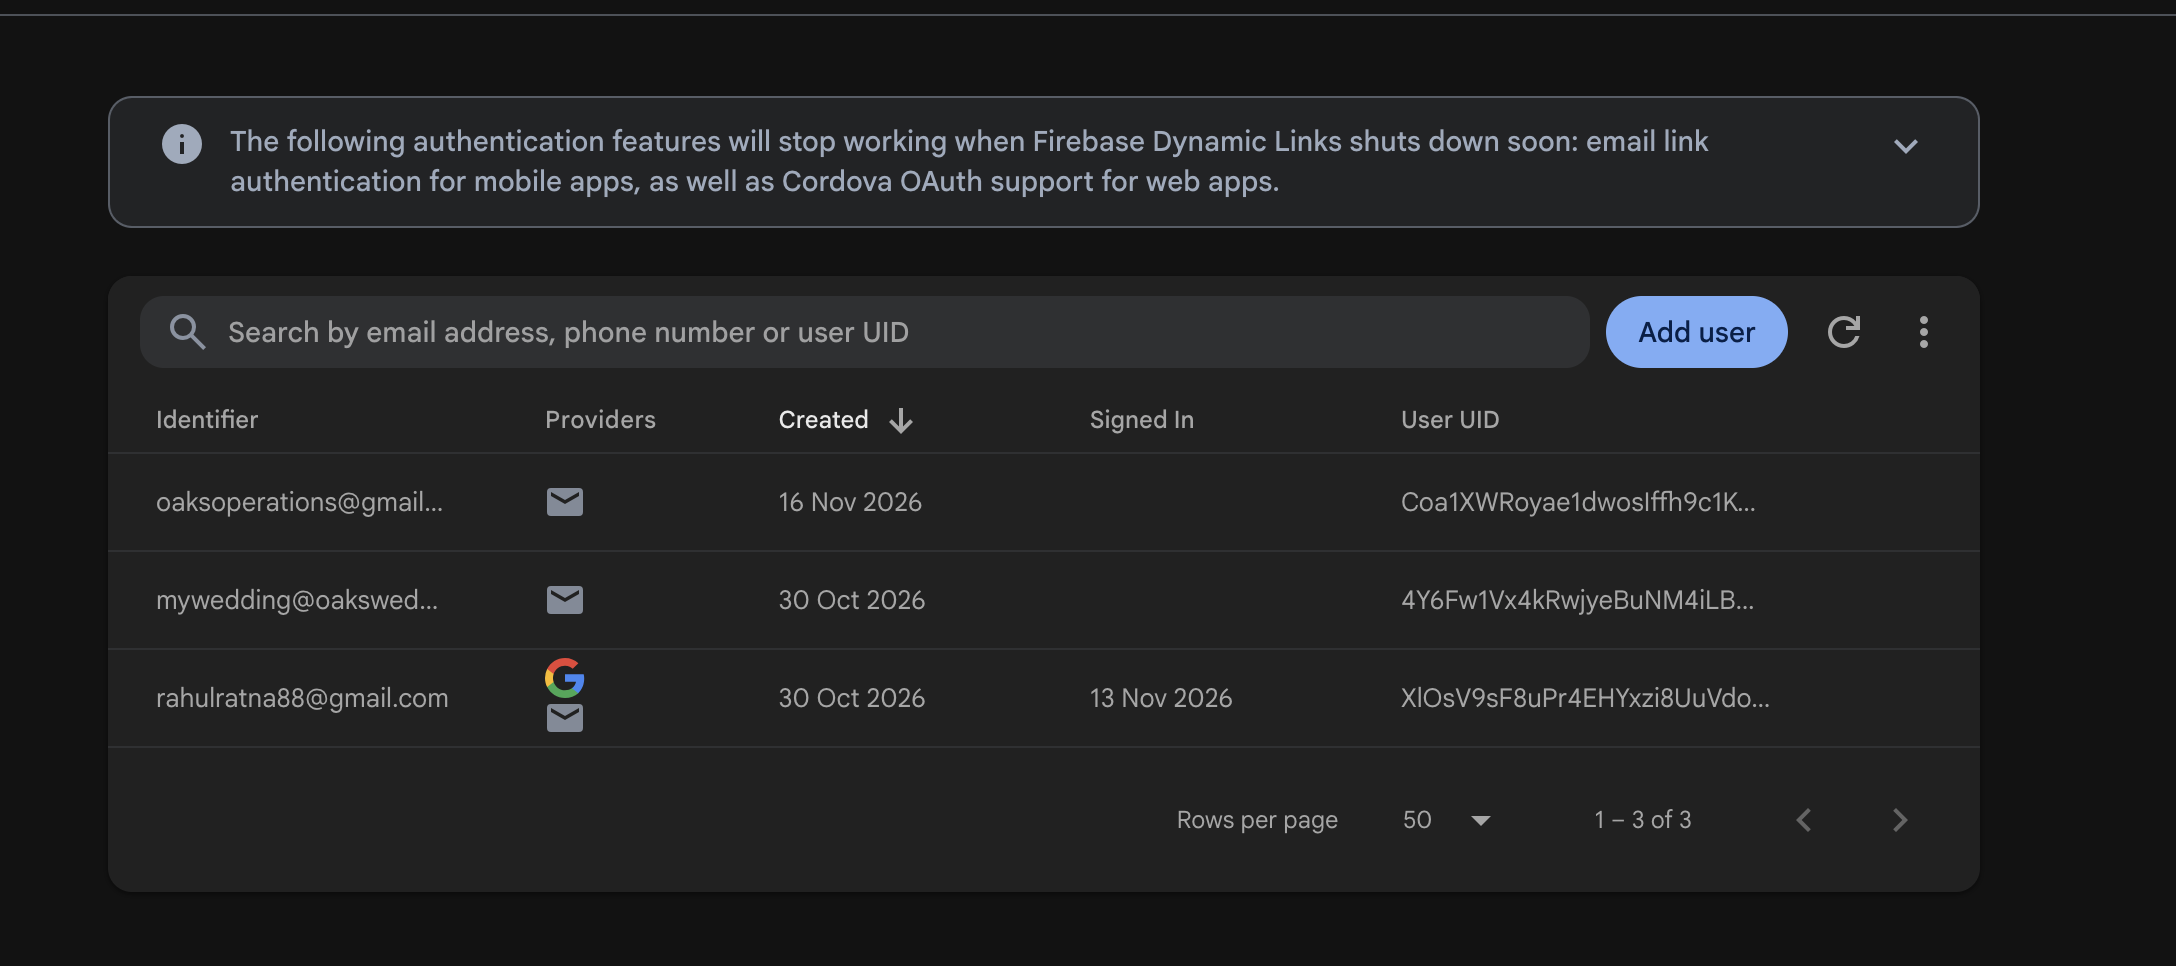 The following authentication features will stop working when Firebase Dynamic Links shuts down soon: email link
authentication for mobile apps, as well as Cordova OAuth support for web apps.
Search by email address, phone number or user UID
Add user
Identifier Providers Created Signed In User UID
oaksoperations@gmail... 16 Nov 2026 Coa1XWRoyae1dwosIffh9c1K...
mywedding@oakswed... 30 Oct 2026 4Y6Fw1Vx4kRwjyeBuNM4iLB...
rahulratna88@gmail.com 30 Oct 2026 13 Nov 2026 XlOsV9sF8uPr4EHYxzi8UuVdo...
Rows per page 50 1 – 3 of 3